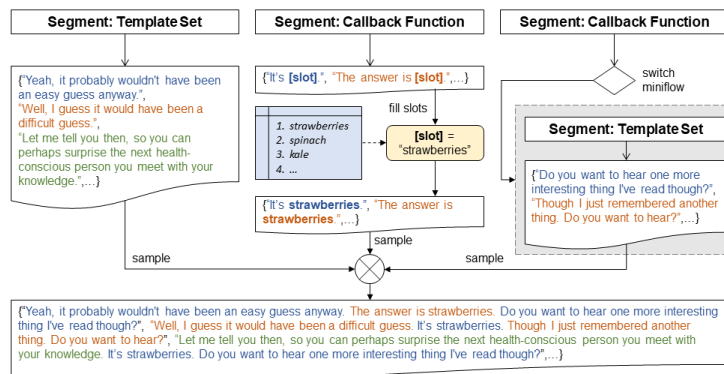 Segment: Template Set
{“Yeah, it probably wouldn't have been
an easy guess anyway.”,
“Well, I guess it would have been a
difficult guess.”,
“Let me tell you then, so you can
perhaps surprise the next health-
conscious person you meet with your
knowledge.”,…}
sample
Segment: Callback Function
{“It's [slot].”, “The answer is [slot].”,…}
fill slots
1. strawberries
2. spinach
3. kale
4. ...
[slot] =
“strawberries”
{“It's strawberries.”, “The answer is
strawberries.”,…}
sample
Segment: Callback Function
switch
miniflow
Segment: Template Set
{“Do you want to hear one more
interesting thing I've read though?”,
“Though I just remembered another
thing. Do you want to hear?”,…}
sample
{“Yeah, it probably wouldn't have been an easy guess anyway. The answer is strawberries. Do you want to hear one more interesting
thing I've read though?”, “Well, I guess it would have been a difficult guess. It's strawberries. Though I just remembered another
thing. Do you want to hear?”, “Let me tell you then, so you can perhaps surprise the next health-conscious person you meet with
your knowledge. It's strawberries. Do you want to hear one more interesting thing I've read though?”,…}